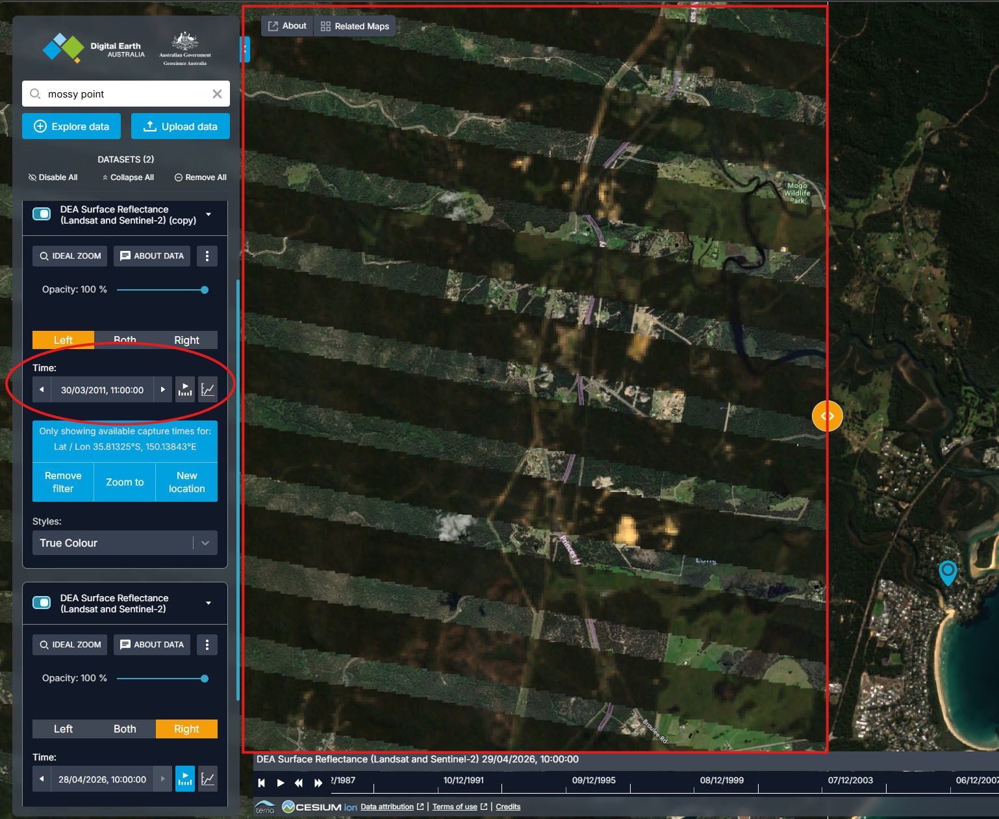 Digital Earth
AUSTRALIA
Australian Government
Geoscience Australia
mossy point
Explore data
Upload data
DATASETS (2)
Disable All
Collapse All
Remove All
DEA Surface Reflectance
(Landsat and Sentinel-2) (copy)
IDEAL ZOOM
ABOUT DATA
Opacity: 100 %
Left
Both
Right
Time:
30/03/2011, 11:00:00
Only showing available capture times for:
Lat / Lon 35.81325°S, 150.13843°E
Remove
filter
Zoom to
New
location
Styles:
True Colour
DEA Surface Reflectance
(Landsat and Sentinel-2)
IDEAL ZOOM
ABOUT DATA
Opacity: 100 %
Left
Both
Right
Time:
28/04/2026, 10:00:00
About
Related Maps
Mogo
Wildlife
Park
Princes H
Broulee Rd
DEA Surface Reflectance (Landsat and Sentinel-2) 29/04/2026, 10:00:00
2/1987
10/12/1991
09/12/1995
08/12/1999
07/12/2003
06/12/2007
terria
CESIUM ion
Data attribution
|
Terms of use
|
Credits